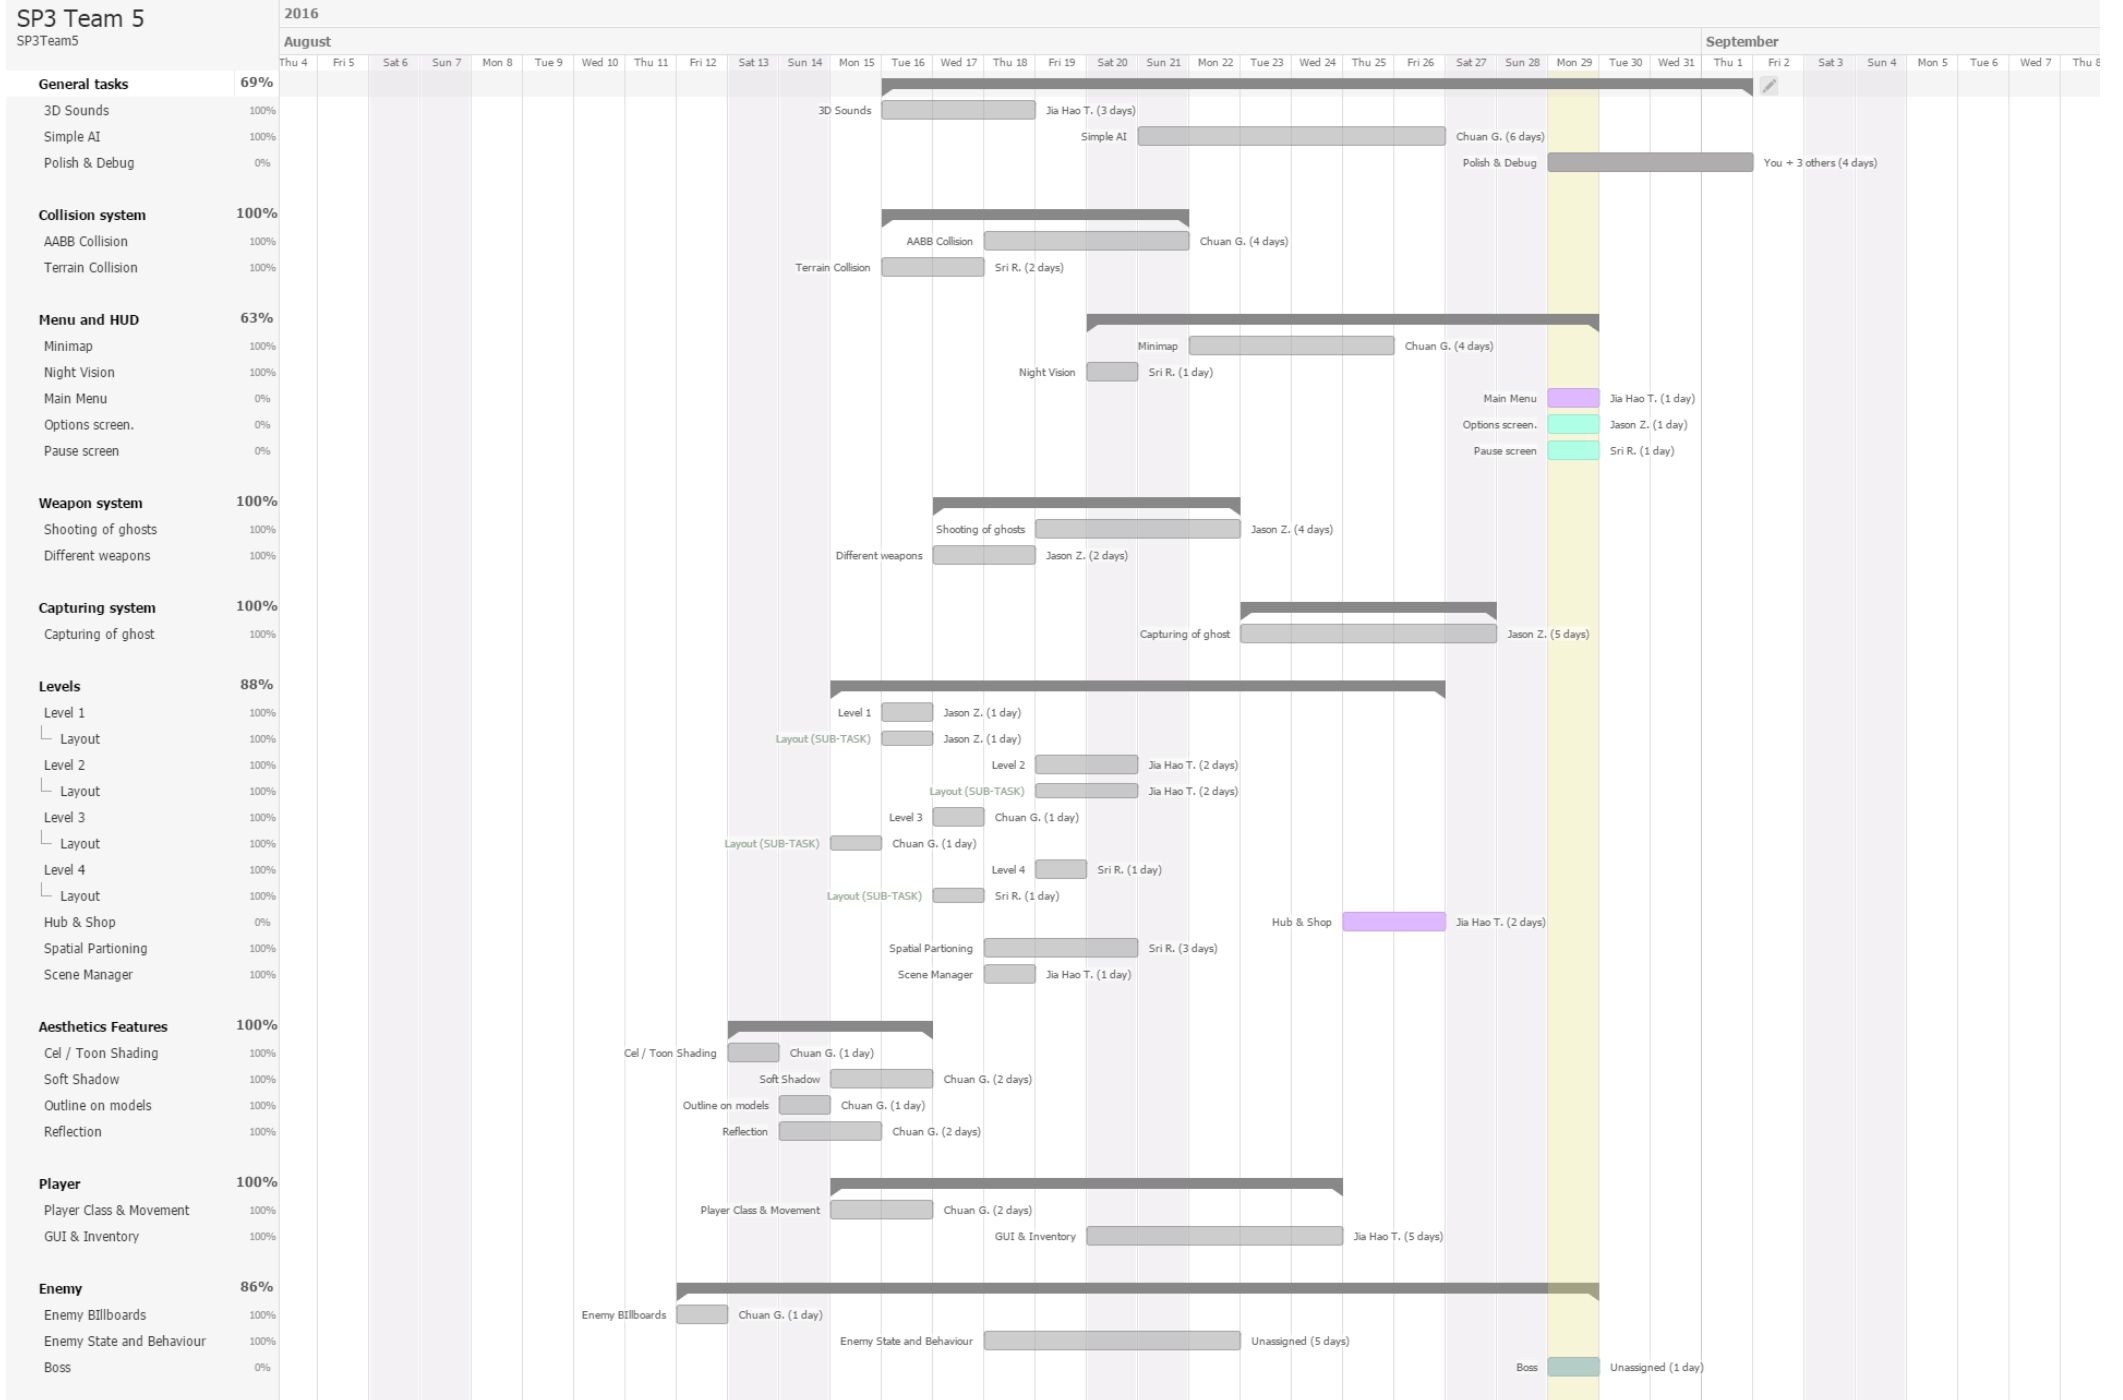 SP3 Team 5
SP3Team5
2016
August September
Thu 4 Fri 5 Sat 6 Sun 7 Mon 8 Tue 9 Wed 10 Thu 11 Fri 12 Sat 13 Sun 14 Mon 15 Tue 16 Wed 17 Thu 18 Fri 19 Sat 20 Sun 21 Mon 22 Tue 23 Wed 24 Thu 25 Fri 26 Sat 27 Sun 28 Mon 29 Tue 30 Wed 31 Thu 1 Fri 2 Sat 3 Sun 4 Mon 5 Tue 6 Wed 7 Thu 8
General tasks 69%
3D Sounds 100% 3D Sounds Jia Hao T. (3 days)
Simple AI 100% Simple AI Chuan G. (6 days)
Polish & Debug 0% Polish & Debug You + 3 others (4 days)
Collision system 100%
AABB Collision 100% AABB Collision Chuan G. (4 days)
Terrain Collision 100% Terrain Collision Sri R. (2 days)
Menu and HUD 63%
Minimap 100% Minimap Chuan G. (4 days)
Night Vision 100% Night Vision Sri R. (1 day)
Main Menu 0% Main Menu Jia Hao T. (1 day)
Options screen. 0% Options screen. Jason Z. (1 day)
Pause screen 0% Pause screen Sri R. (1 day)
Weapon system 100%
Shooting of ghosts 100% Shooting of ghosts Jason Z. (4 days)
Different weapons 100% Different weapons Jason Z. (2 days)
Capturing system 100%
Capturing of ghost 100% Capturing of ghost Jason Z. (5 days)
Levels 88%
Level 1 100% Level 1 Jason Z. (1 day)
Layout 100% Layout (SUB-TASK) Jason Z. (1 day)
Level 2 100% Level 2 Jia Hao T. (2 days)
Layout 100% Layout (SUB-TASK) Jia Hao T. (2 days)
Level 3 100% Level 3 Chuan G. (1 day)
Layout 100% Layout (SUB-TASK) Chuan G. (1 day)
Level 4 100% Level 4 Sri R. (1 day)
Layout 100% Layout (SUB-TASK) Sri R. (1 day)
Hub & Shop 0% Hub & Shop Jia Hao T. (2 days)
Spatial Partioning 100% Spatial Partioning Sri R. (3 days)
Scene Manager 100% Scene Manager Jia Hao T. (1 day)
Aesthetics Features 100%
Cel / Toon Shading 100% Cel / Toon Shading Chuan G. (1 day)
Soft Shadow 100% Soft Shadow Chuan G. (2 days)
Outline on models 100% Outline on models Chuan G. (1 day)
Reflection 100% Reflection Chuan G. (2 days)
Player 100%
Player Class & Movement 100% Player Class & Movement Chuan G. (2 days)
GUI & Inventory 100% GUI & Inventory Jia Hao T. (5 days)
Enemy 86%
Enemy BIllboards 100% Enemy BIllboards Chuan G. (1 day)
Enemy State and Behaviour 100% Enemy State and Behaviour Unassigned (5 days)
Boss 0% Boss Unassigned (1 day)